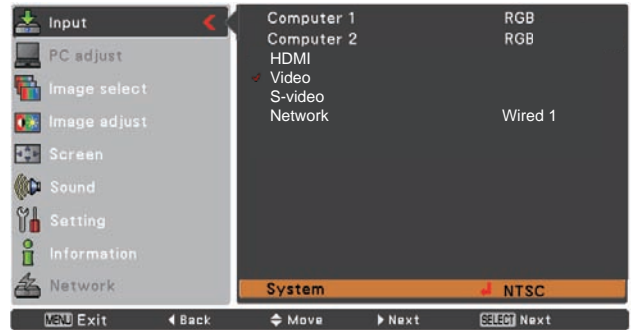 Input
PC adjust
Image select
Image adjust
Screen
Sound
Setting
Information
Network
Computer 1 RGB
Computer 2 RGB
HDMI
Video
S-video
Network Wired 1
System NTSC
MENU Exit Back Move Next SELECT Next